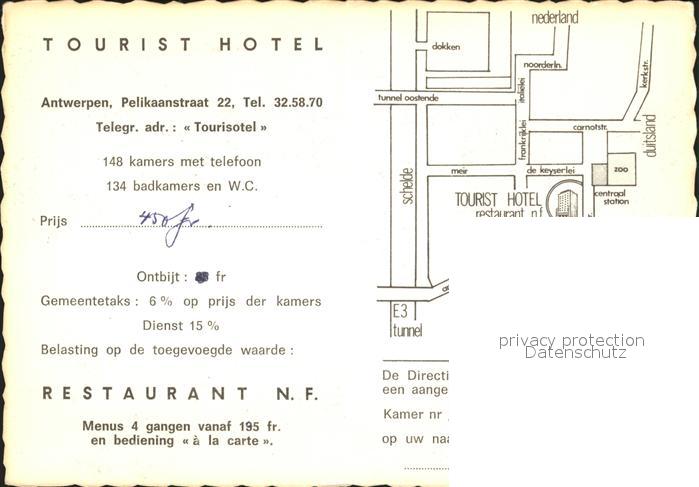 TOURIST HOTEL
Antwerpen, Pelikaanstraat 22, Tel. 32.58.70
Telegr. adr. : « Tourisotel »
148 kamers met telefoon
134 badkamers en W.C.
Prijs 450 fr.
Ontbijt : fr
Gemeentetaks : 6 % op prijs der kamers
Dienst 15 %
Belasting op de toegevoegde waarde :
RESTAURANT N.F.
Menus 4 gangen vanaf 195 fr.
en bediening « à la carte ».
nederland
dokken
noorderln.
kerkstr.
italiëlei
tunnel oostende
frankrijklei
carnotstr.
duitsland
meir
de keyserlei
zoo
schelde
centraal
station
TOURIST HOTEL
restaurant n.f.
E3
tunnel
privacy protection
Datenschutz
De Directi
een aange
Kamer nr
op uw naa